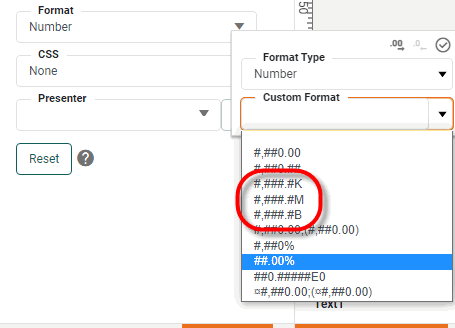 Format
Number
CSS
None
Presenter
Reset
?
50
.00
.0
Format Type
Number
Custom Format
#,##0.00
#,##0.##
#,###.#K
#,###.#M
#,###.#B
#,##0.00;(#,##0.00)
#,##0%
##.00%
##0.#####E0
¤#,##0.00;(¤#,##0.00)
Text1